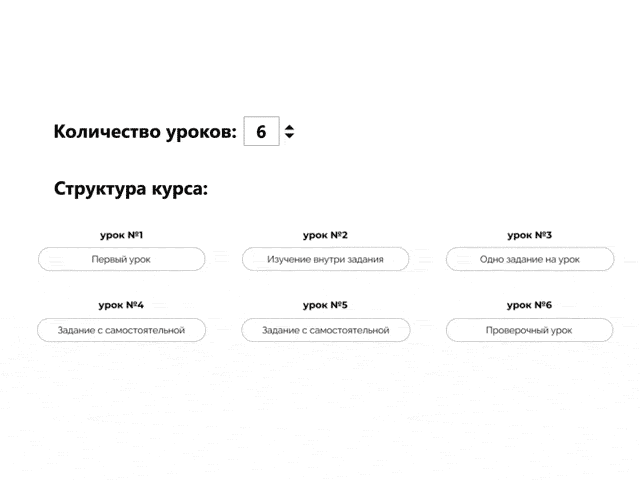 Количество уроков: 6
Структура курса:
урок №1 урок №2 урок №3
Первый урок Изучение внутри задания Одно задание на урок
урок №4 урок №5 урок №6
Задание с самостоятельной Задание с самостоятельной Проверочный урок